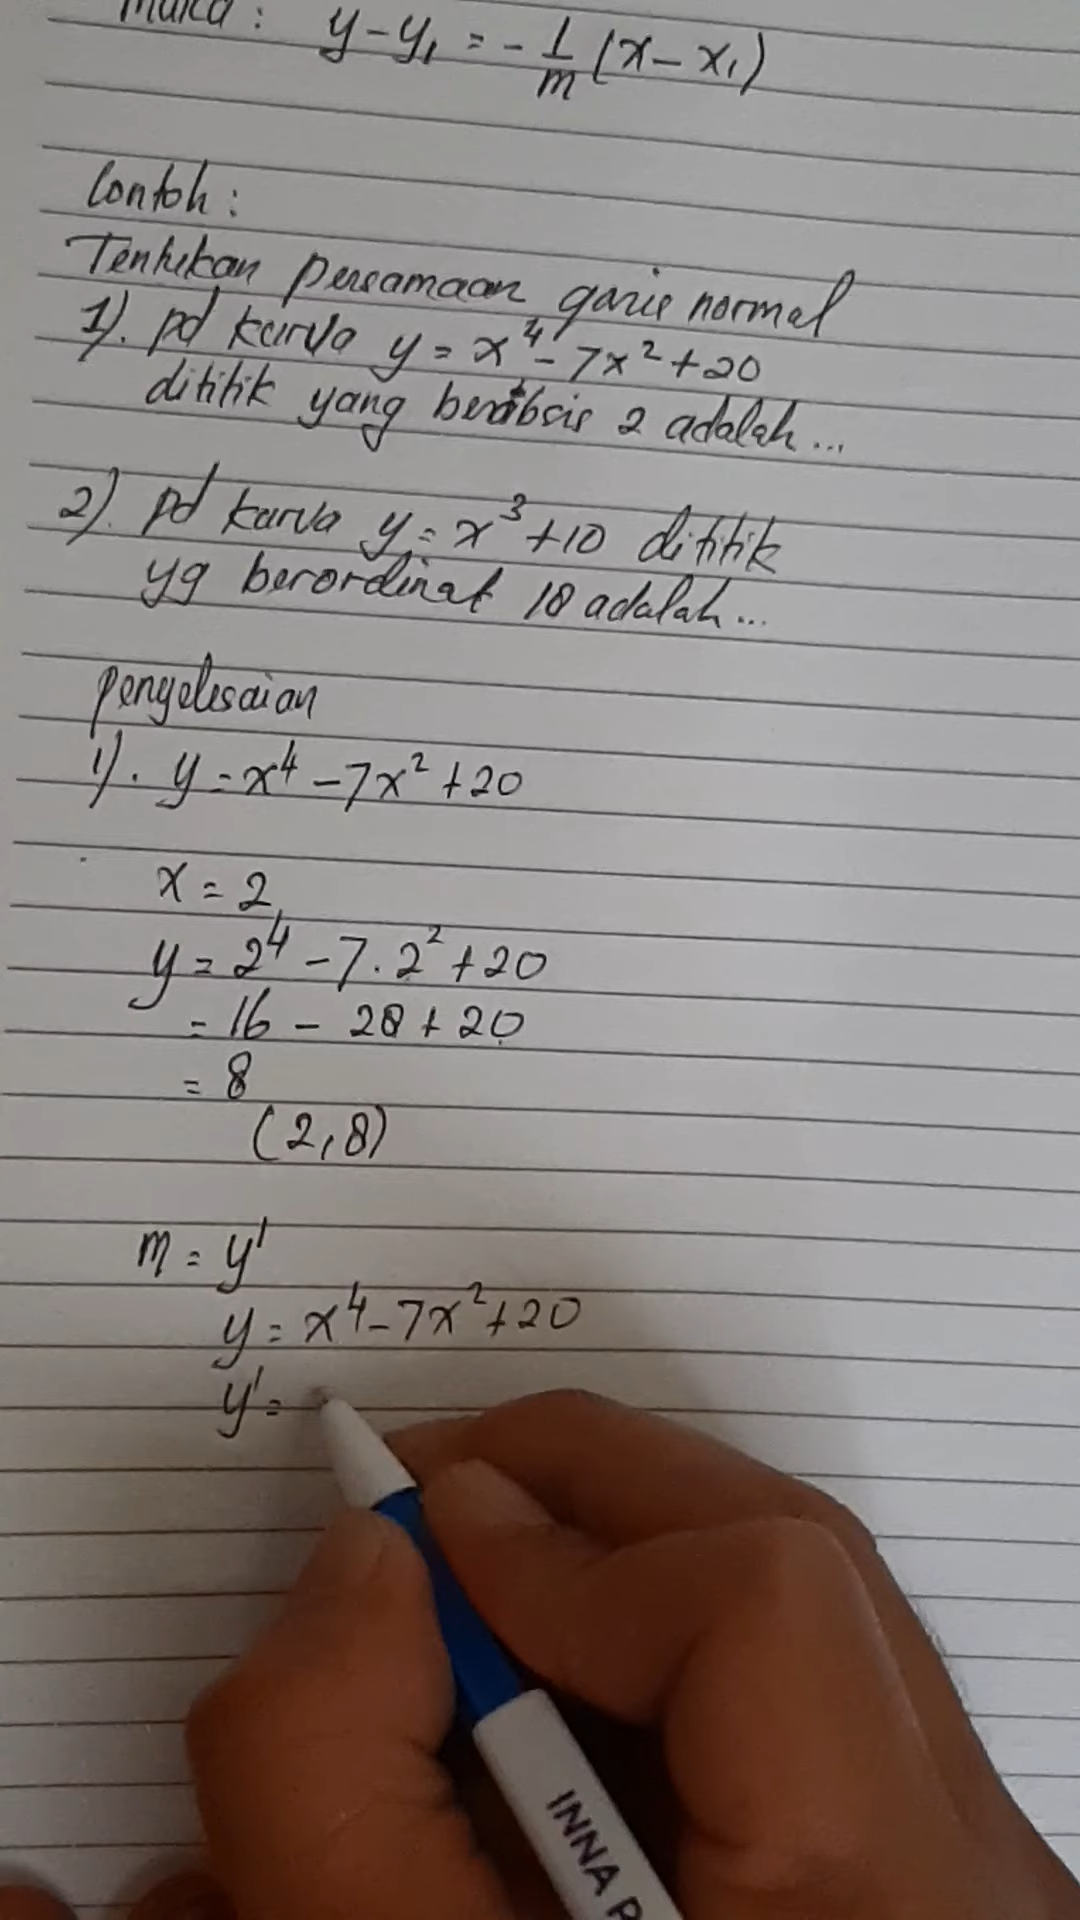 maka : y - y₁ = - 1/m (x - x₁)
Contoh :
Tentukan persamaan garis normal
1). pd kurva y = x⁴ - 7x² + 20
dititik yang berabsis 2 adalah...
2). pd kurva y = x³ + 10 dititik
yg berordinat 18 adalah...
penyelesaian
1). y = x⁴ - 7x² + 20
x = 2
y = 2⁴ - 7.2² + 20
= 16 - 28 + 20
= 8
(2,8)
m = y'
y = x⁴ - 7x² + 20
y' =
INNA